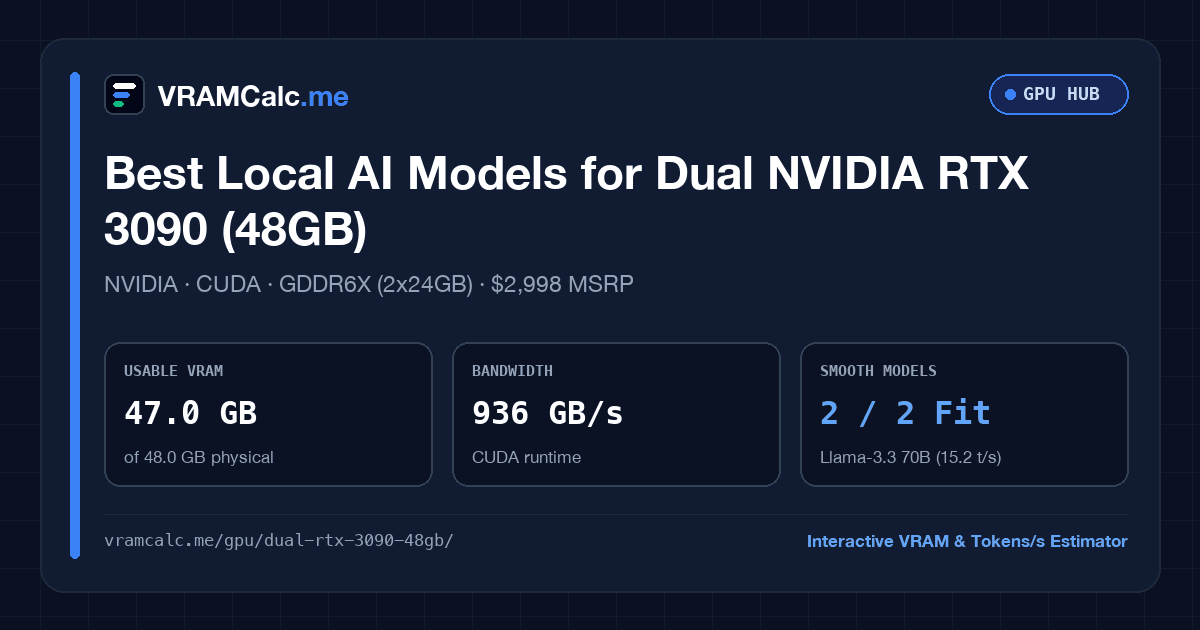 VRAMCalc.me
GPU HUB
Best Local AI Models for Dual NVIDIA RTX
3090 (48GB)
NVIDIA · CUDA · GDDR6X (2x24GB) · $2,998 MSRP
USABLE VRAM
47.0 GB
of 48.0 GB physical
BANDWIDTH
936 GB/s
CUDA runtime
SMOOTH MODELS
2 / 2 Fit
Llama-3.3 70B (15.2 t/s)
vramcalc.me/gpu/dual-rtx-3090-48gb/
Interactive VRAM & Tokens/s Estimator